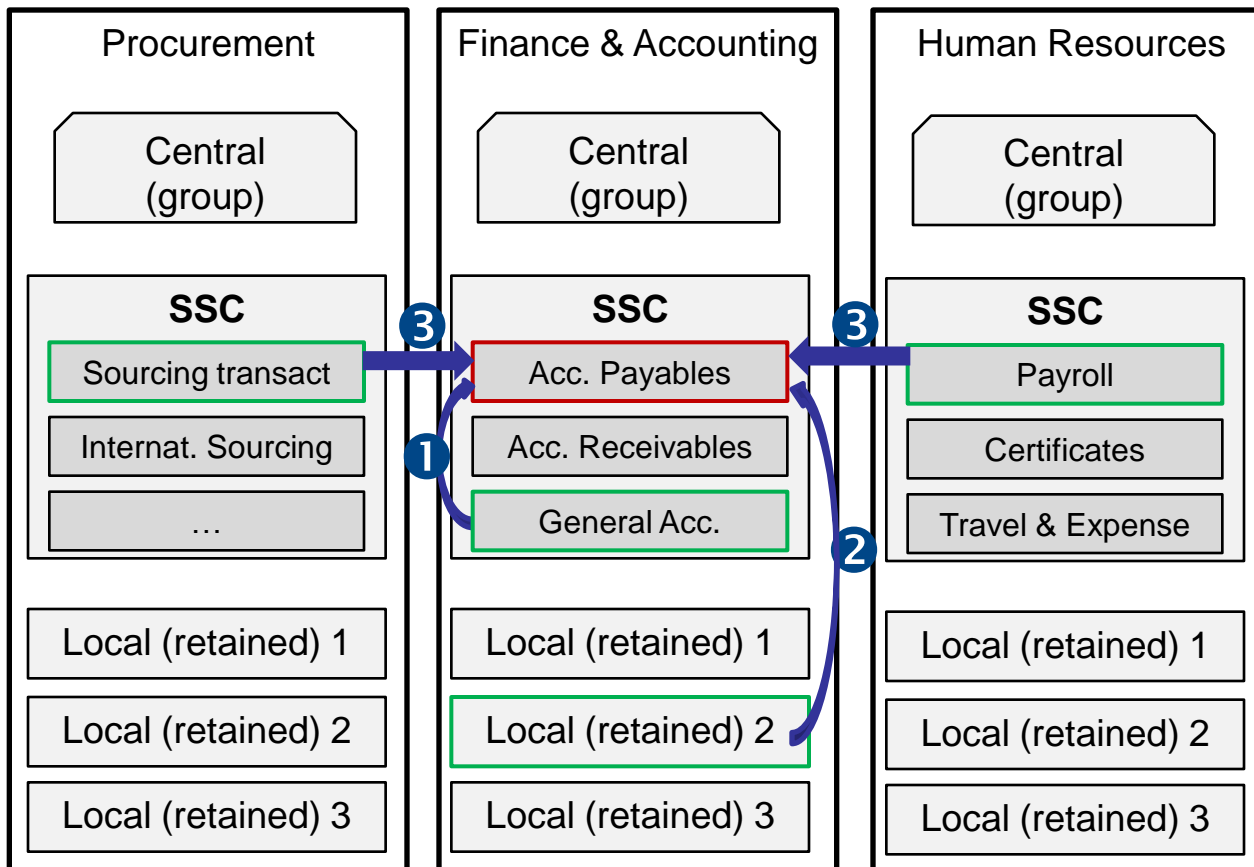 Procurement
Central
(group)
SSC
Sourcing transact
Internat. Sourcing
…
Local (retained) 1
Local (retained) 2
Local (retained) 3
Finance & Accounting
Central
(group)
SSC
Acc. Payables
Acc. Receivables
General Acc.
Local (retained) 1
Local (retained) 2
Local (retained) 3
Human Resources
Central
(group)
SSC
Payroll
Certificates
Travel & Expense
Local (retained) 1
Local (retained) 2
Local (retained) 3
3
3
1
2